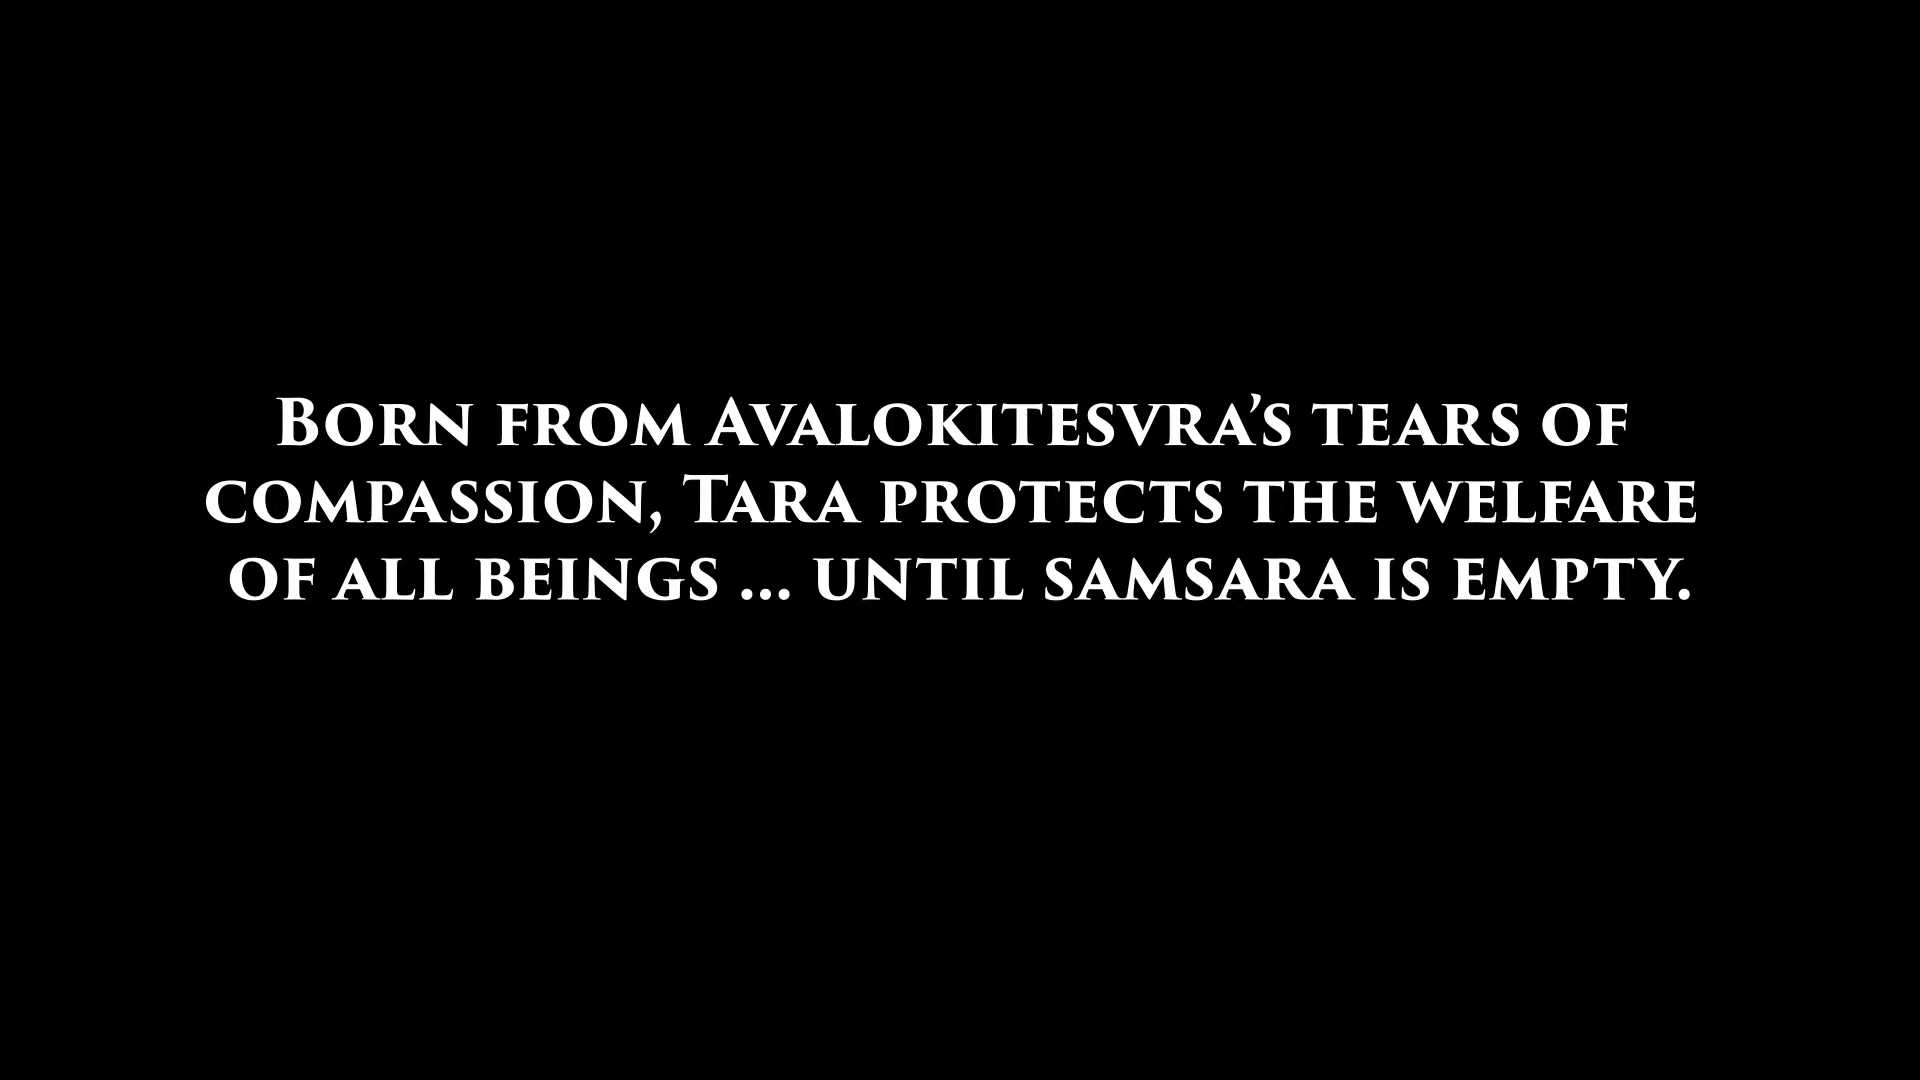 Born from Avalokitesvra’s tears of
compassion, Tara protects the welfare
of all beings ... until samsara is empty.